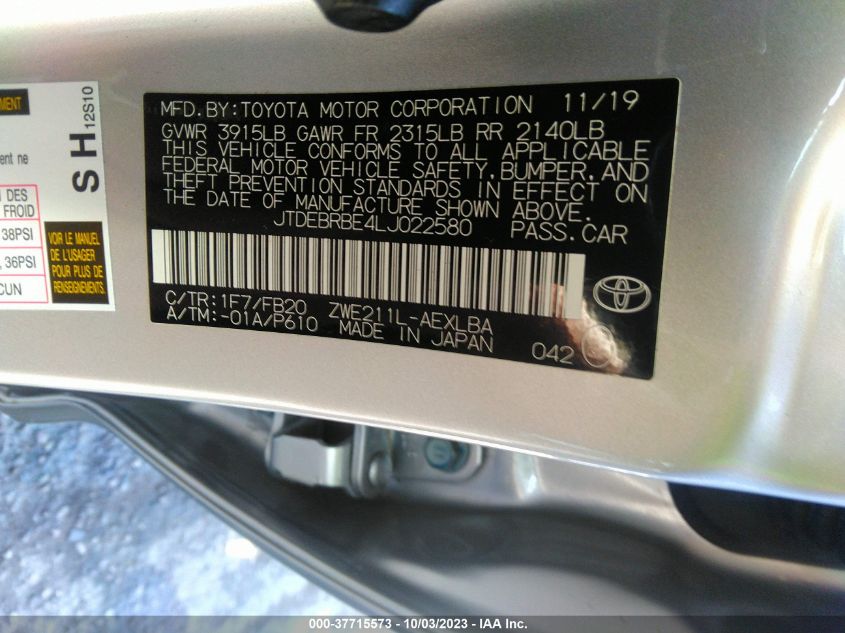 MFD. BY: TOYOTA MOTOR CORPORATION 11/19
GVWR 3915LB GAWR FR 2315LB RR 2140LB
THIS VEHICLE CONFORMS TO ALL APPLICABLE
FEDERAL MOTOR VEHICLE SAFETY, BUMPER, AND
THEFT PREVENTION STANDARDS IN EFFECT ON
THE DATE OF MANUFACTURE SHOWN ABOVE.
JTDEBRBE4LJ022580 PASS. CAR
C/TR: 1F7/FB20 ZWE211L-AEXLBA
A/TM: -01A/P610 MADE IN JAPAN 042
SH
12S10
DES
FROID
38PSI
, 36PSI
LE MANUEL
DE L'USAGER
POUR PLUS DE
RENSEIGNEMENTS.
000-37715573 - 10/03/2023 - IAA Inc.